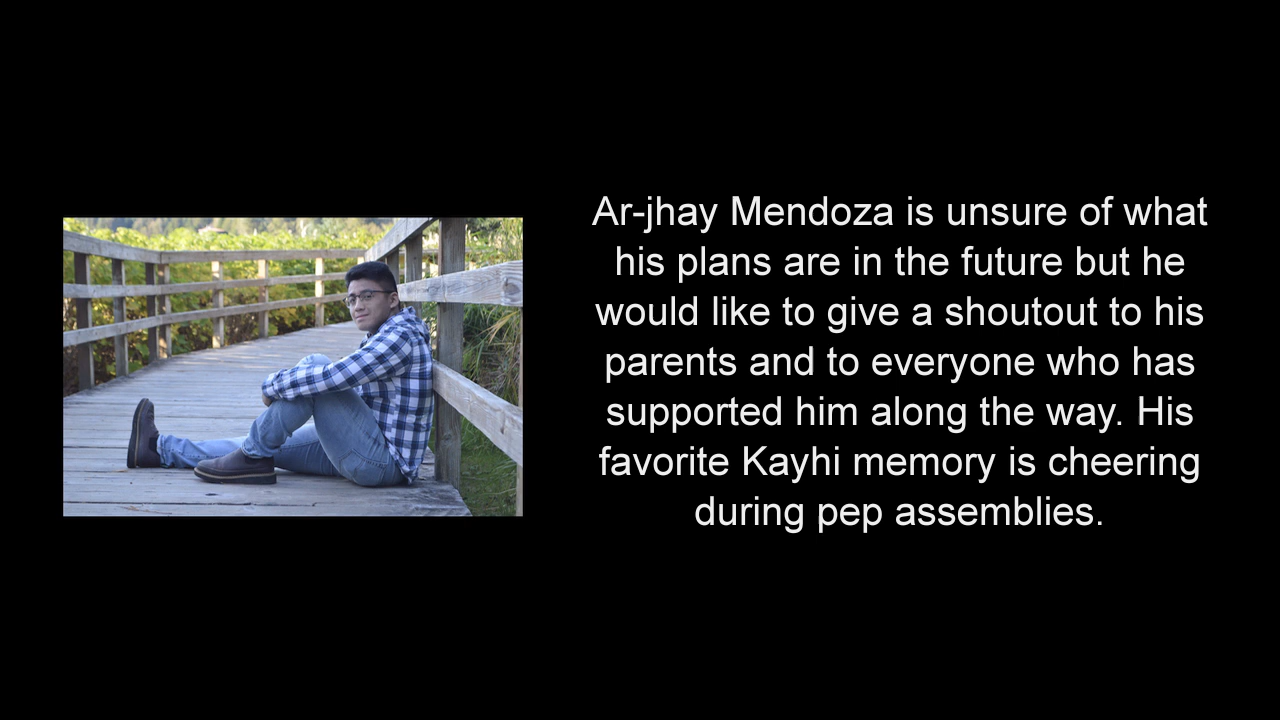 Ar-jhay Mendoza is unsure of what
his plans are in the future but he
would like to give a shoutout to his
parents and to everyone who has
supported him along the way. His
favorite Kayhi memory is cheering
during pep assemblies.